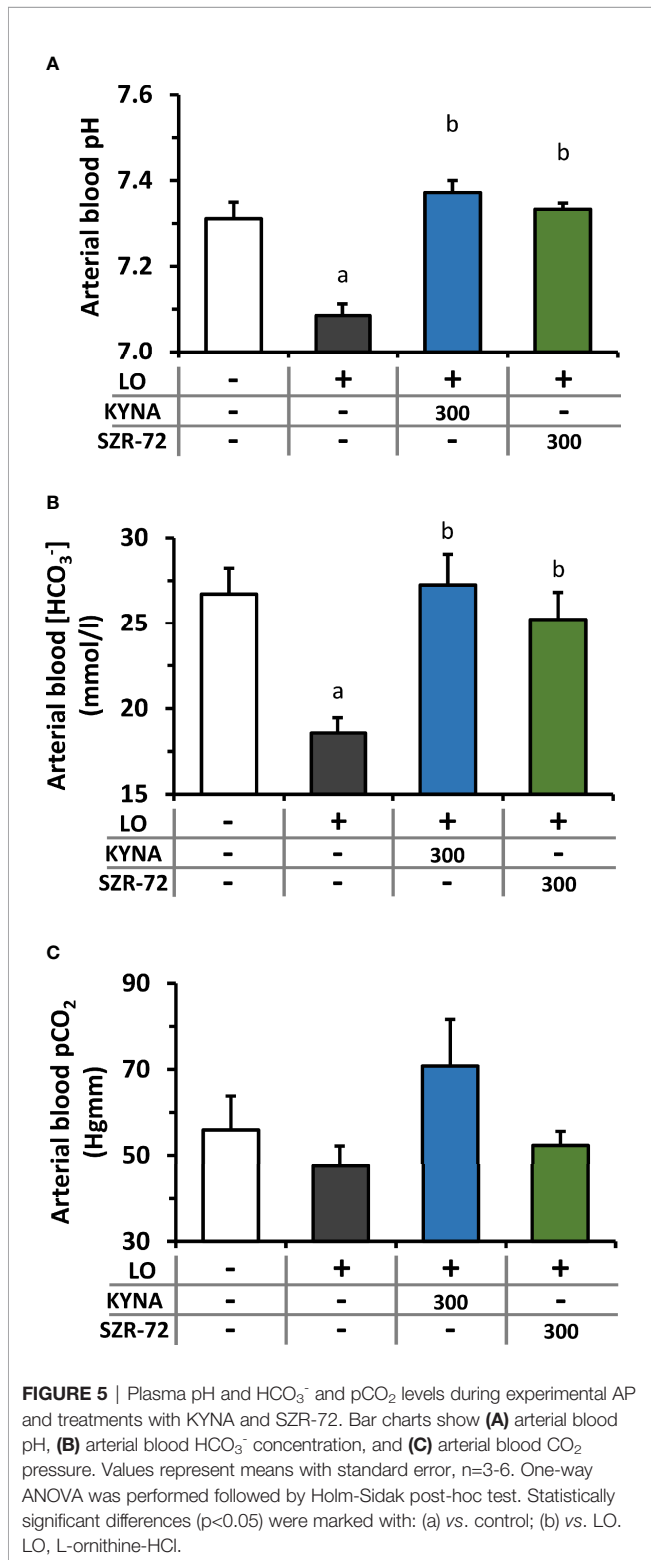 A
Arterial blood pH
7.6
7.4
7.2
7.0
b
b
a
LO - + + +
KYNA - - 300 -
SZR-72 - - - 300
B
Arterial blood [HCO₃⁻]
(mmol/l)
30
25
20
15
b
b
a
LO - + + +
KYNA - - 300 -
SZR-72 - - - 300
C
Arterial blood pCO₂
(Hgmm)
90
70
50
30
LO - + + +
KYNA - - 300 -
SZR-72 - - - 300
FIGURE 5 | Plasma pH and HCO₃⁻ and pCO₂ levels during experimental AP
and treatments with KYNA and SZR-72. Bar charts show (A) arterial blood
pH, (B) arterial blood HCO₃⁻ concentration, and (C) arterial blood CO₂
pressure. Values represent means with standard error, n=3-6. One-way
ANOVA was performed followed by Holm-Sidak post-hoc test. Statistically
significant differences (p<0.05) were marked with: (a) vs. control; (b) vs. LO.
LO, L-ornithine-HCl.